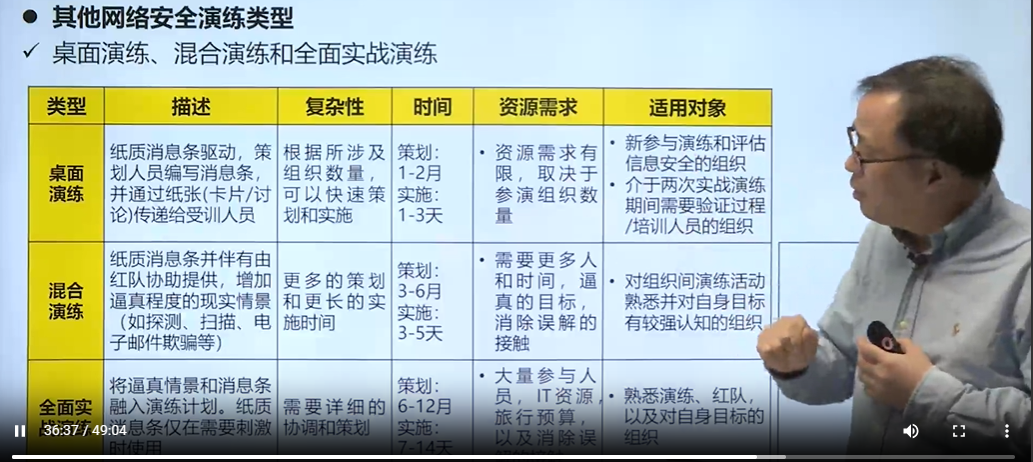 ● 其他网络安全演练类型
✓ 桌面演练、混合演练和全面实战演练
类型
描述
复杂性
时间
资源需求
适用对象
桌面
演练
纸质消息条驱动，策
划人员编写消息条，
并通过纸张(卡片/讨
论)传递给受训人员
根据所涉及
组织数量，
可以快速策
划和实施
策划：
1-2月
实施：
1-3天
• 资源需求有
限，取决于
参演组织数
量
• 新参与演练和评估
信息安全的组织
• 介于两次实战演练
期间需要验证过程
/培训人员的组织
混合
演练
纸质消息条并伴有由
红队协助提供，增加
逼真程度的现实情景
（如探测、扫描、电
子邮件欺骗等）
更多的策划
和更长的实
施时间
策划：
3-6月
实施：
3-5天
• 需要更多人
和时间，逼
真的目标，
消除误解的
接触
• 对组织间演练活动
熟悉并对自身目标
有较强认知的组织
全面实
战演练
将逼真情景和消息条
融入演练计划。纸质
消息条仅在需要刺激
时使用
需要详细的
协调和策划
策划：
6-12月
实施：
7-14天
• 大量参与人
员，IT资源，
旅行预算，
以及消除误
• 熟悉演练、红队，
以及对自身目标的
组织
36:37 / 49:04